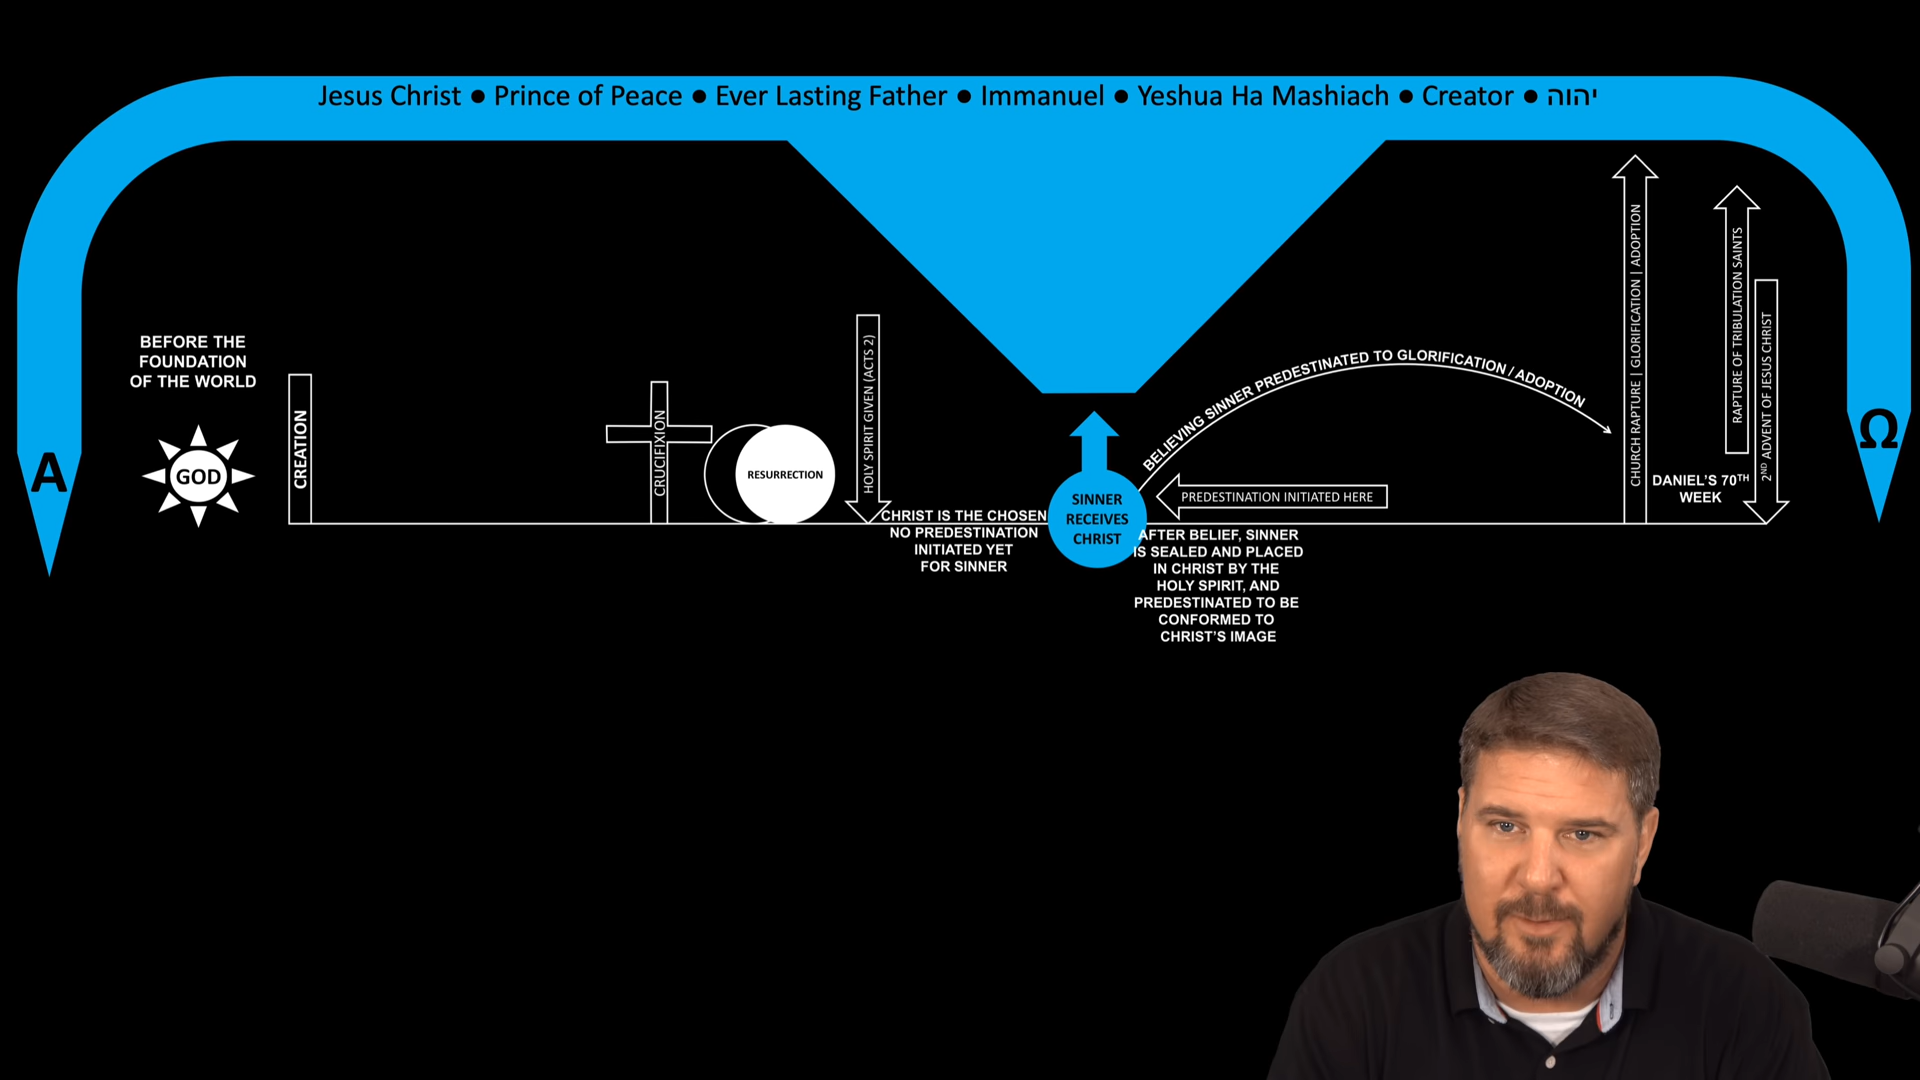 Jesus Christ ● Prince of Peace ● Ever Lasting Father ● Immanuel ● Yeshua Ha Mashiach ● Creator ● יהוה
A
BEFORE THE
FOUNDATION
OF THE WORLD
GOD
CREATION
CRUCIFIXION
RESURRECTION
HOLY SPIRIT GIVEN (ACTS 2)
CHRIST IS THE CHOSEN
NO PREDESTINATION
INITIATED YET
FOR SINNER
SINNER
RECEIVES
CHRIST
BELIEVING SINNER PREDESTINATED TO GLORIFICATION / ADOPTION
PREDESTINATION INITIATED HERE
AFTER BELIEF, SINNER
IS SEALED AND PLACED
IN CHRIST BY THE
HOLY SPIRIT, AND
PREDESTINATED TO BE
CONFORMED TO
CHRIST'S IMAGE
CHURCH RAPTURE | GLORIFICATION | ADOPTION
DANIEL'S 70TH
WEEK
RAPTURE OF TRIBULATION SAINTS
2ND ADVENT OF JESUS CHRIST
Ω